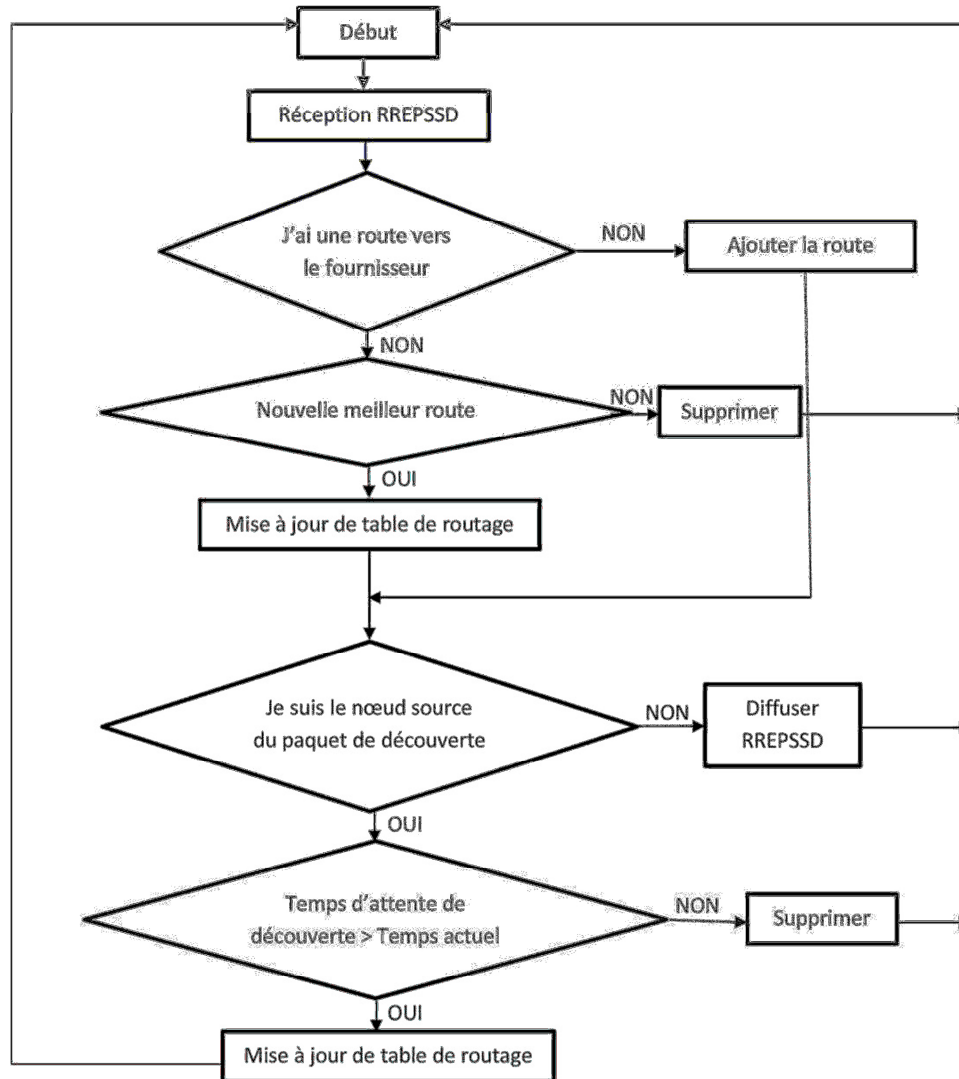 Début
Réception RREPSSD
J'ai une route vers
le fournisseur
NON
Ajouter la route
NON
Nouvelle meilleur route
NON
Supprimer
OUI
Mise à jour de table de routage
Je suis le nœud source
du paquet de découverte
NON
Diffuser
RREPSSD
OUI
Temps d'attente de
découverte > Temps actuel
NON
Supprimer
OUI
Mise à jour de table de routage